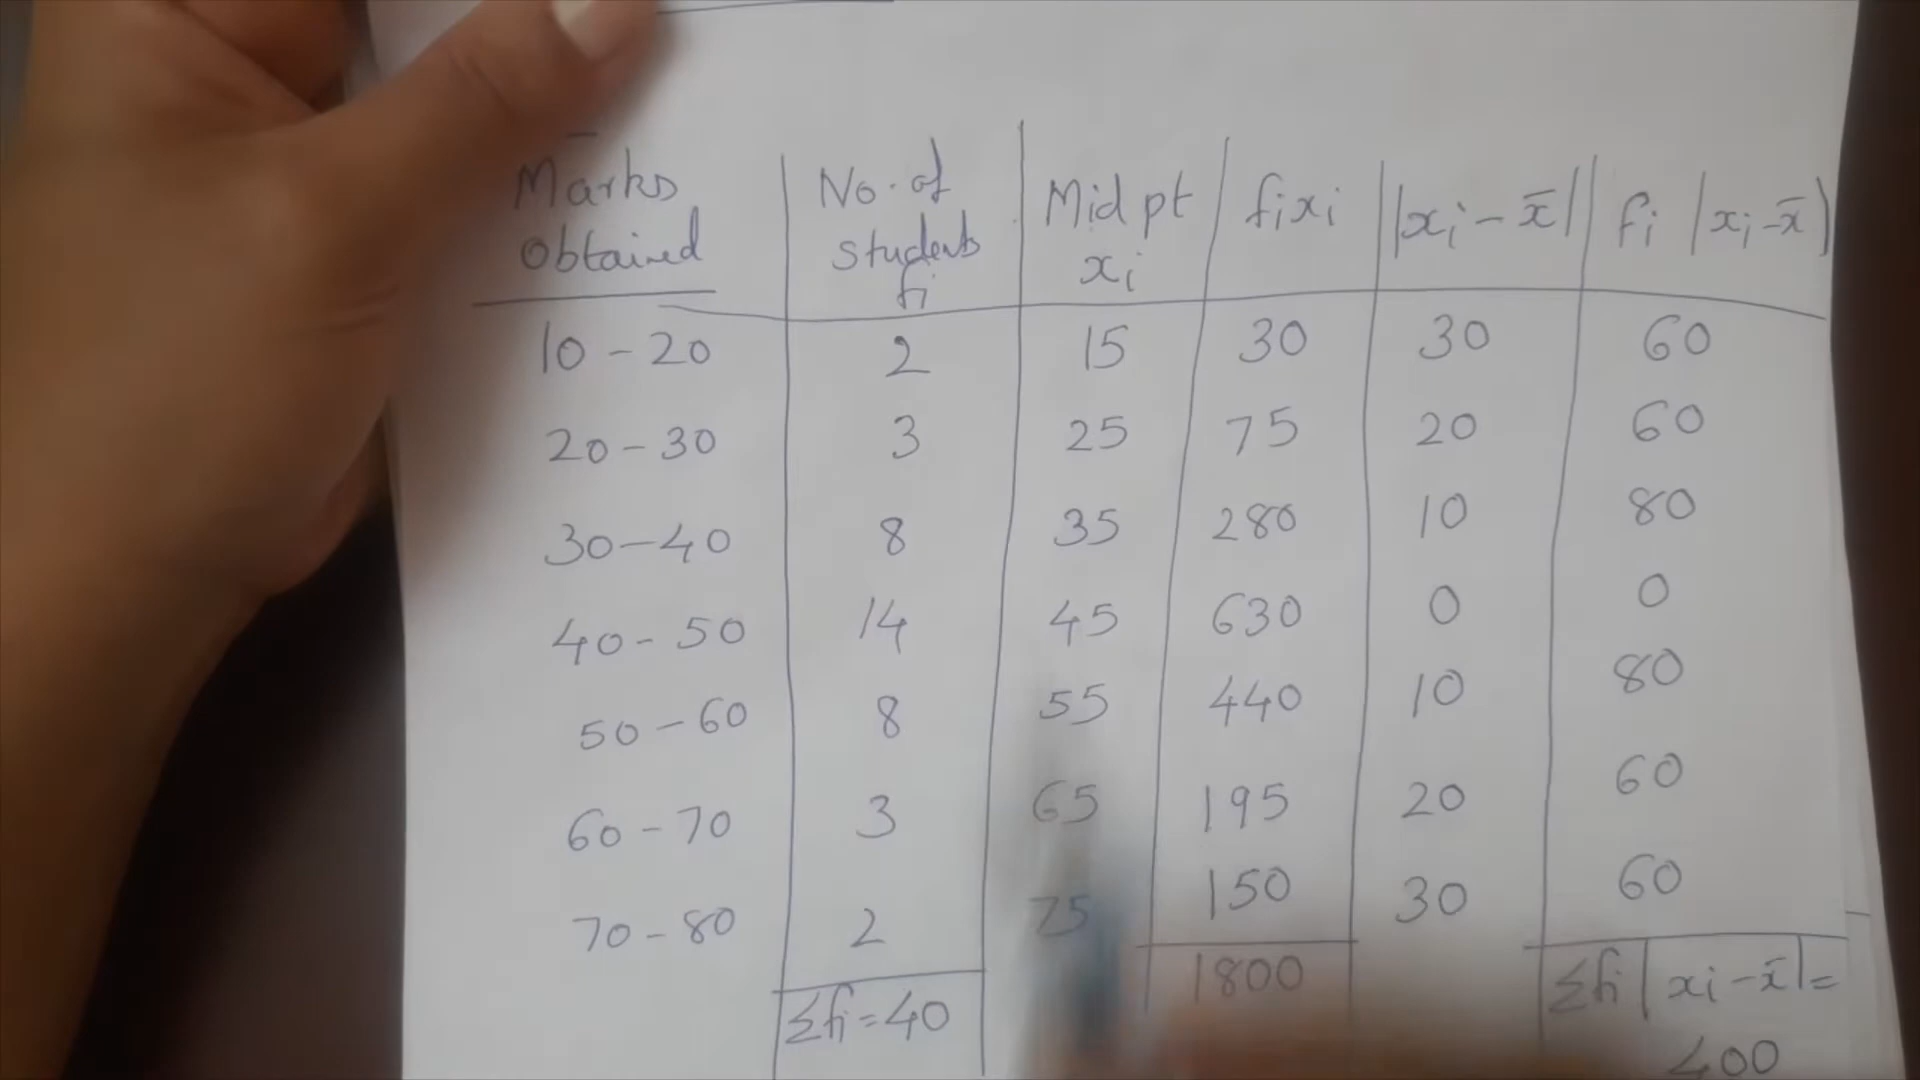 Marks Obtained | No. of students fi | Mid pt xi | fixi | |xi - x̄| | fi |xi - x̄|
10 - 20 | 2 | 15 | 30 | 30 | 60
20 - 30 | 3 | 25 | 75 | 20 | 60
30 - 40 | 8 | 35 | 280 | 10 | 80
40 - 50 | 14 | 45 | 630 | 0 | 0
50 - 60 | 8 | 55 | 440 | 10 | 80
60 - 70 | 3 | 65 | 195 | 20 | 60
70 - 80 | 2 | 75 | 150 | 30 | 60
Σfi = 40 | 1800 | Σfi |xi - x̄| = 400